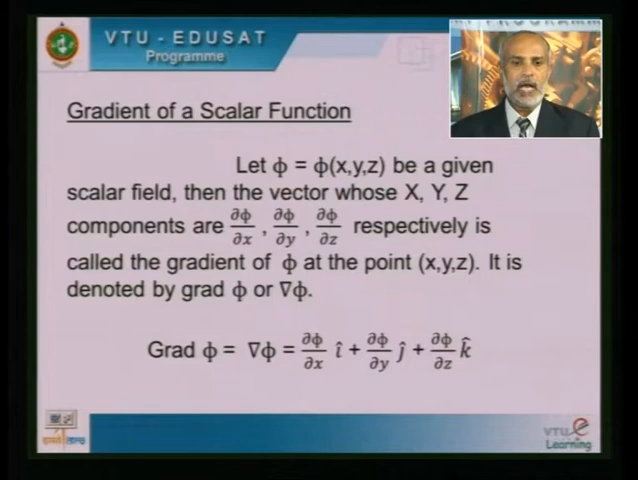 VTU - EDUSAT
Programme
Gradient of a Scalar Function
Let ϕ = ϕ(x,y,z) be a given
scalar field, then the vector whose X, Y, Z
components are ∂ϕ/∂x , ∂ϕ/∂y , ∂ϕ/∂z respectively is
called the gradient of ϕ at the point (x,y,z). It is
denoted by grad ϕ or ∇ϕ.
Grad ϕ = ∇ϕ = ∂ϕ/∂x î + ∂ϕ/∂y ĵ + ∂ϕ/∂z k̂
VTU e
Learning